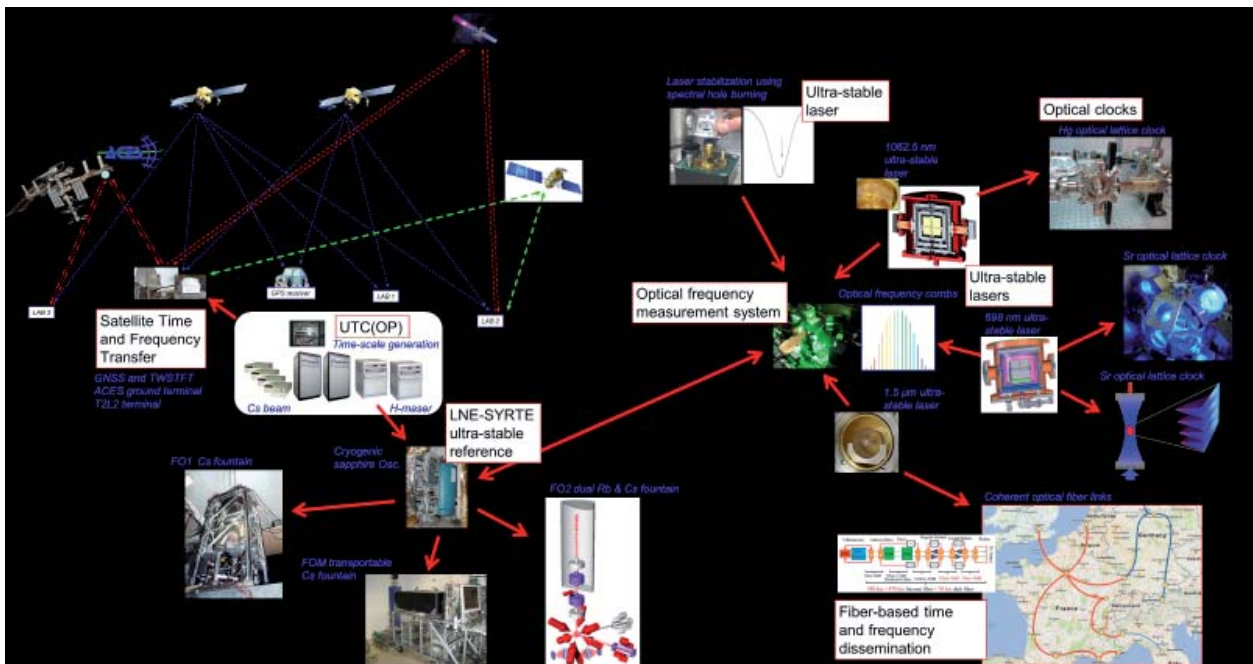 ACES
LAB 3
GPS receiver
LAB 1
LAB 2
Satellite Time
and Frequency
Transfer
GNSS and TWSTFT
ACES ground terminal
T2L2 terminal
UTC(OP)
Time-scale generation
Cs beam
H-maser
LNE-SYRTE
ultra-stable
reference
Cryogenic
sapphire Osc.
FO1 Cs fountain
FO2 dual Rb & Cs fountain
FOM transportable
Cs fountain
Laser stabilization using
spectral hole burning
Ultra-stable
laser
Optical clocks
Hg optical lattice clock
1062.5 nm
ultra-stable
laser
Sr optical lattice clock
Ultra-stable
lasers
Optical frequency
measurement system
Optical frequency combs
698 nm ultra-
stable laser
Sr optical lattice clock
1.5 µm ultra-
stable laser
Coherent optical fiber links
Germany
France
Fiber-based time
and frequency
dissemination